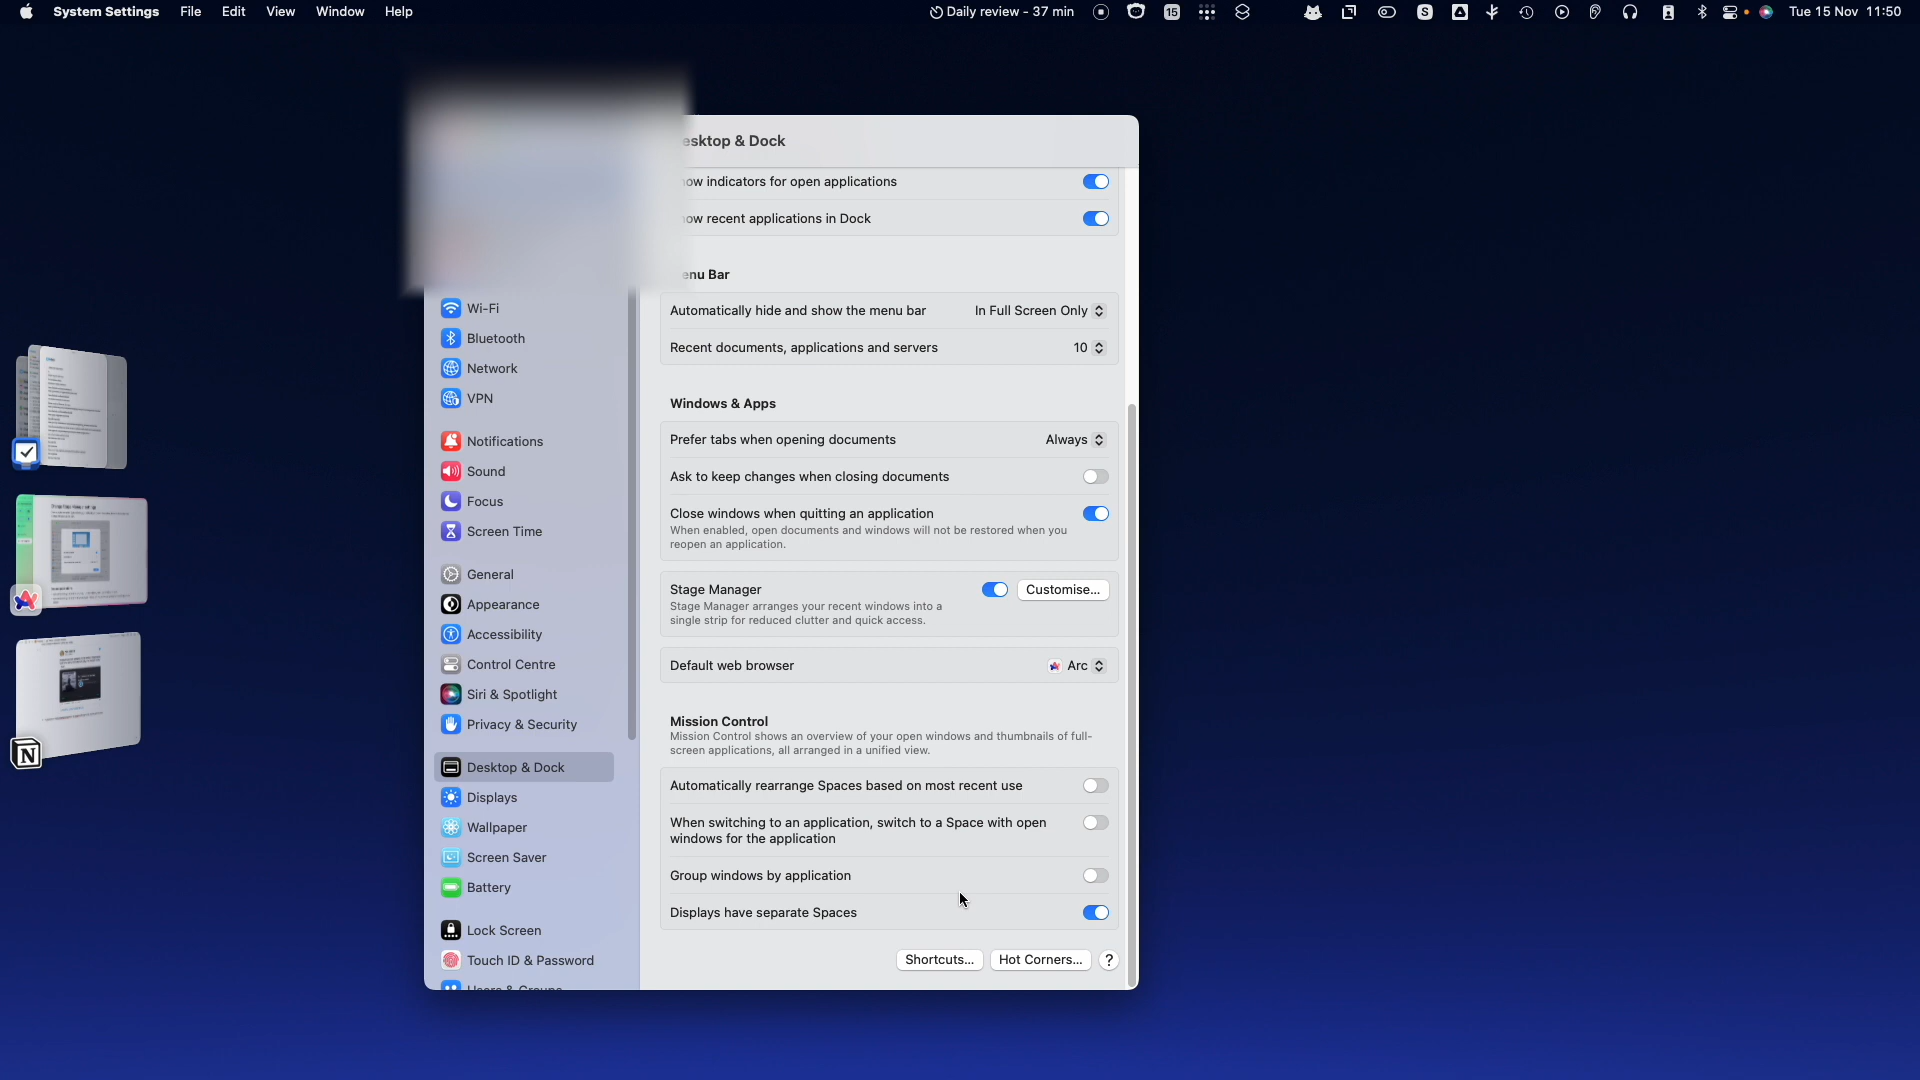 System Settings File Edit View Window Help Daily review - 37 min 15 S Tue 15 Nov 11:50
esktop & Dock
ow indicators for open applications
ow recent applications in Dock
enu Bar
Automatically hide and show the menu bar In Full Screen Only
Recent documents, applications and servers 10
Windows & Apps
Prefer tabs when opening documents Always
Ask to keep changes when closing documents
Close windows when quitting an application
When enabled, open documents and windows will not be restored when you
reopen an application.
Stage Manager Customise...
Stage Manager arranges your recent windows into a
single strip for reduced clutter and quick access.
Default web browser Arc
Mission Control
Mission Control shows an overview of your open windows and thumbnails of full-
screen applications, all arranged in a unified view.
Automatically rearrange Spaces based on most recent use
When switching to an application, switch to a Space with open
windows for the application
Group windows by application
Displays have separate Spaces
Shortcuts... Hot Corners... ?
Wi-Fi
Bluetooth
Network
VPN
Notifications
Sound
Focus
Screen Time
General
Appearance
Accessibility
Control Centre
Siri & Spotlight
Privacy & Security
Desktop & Dock
Displays
Wallpaper
Screen Saver
Battery
Lock Screen
Touch ID & Password
Users & Groups
N